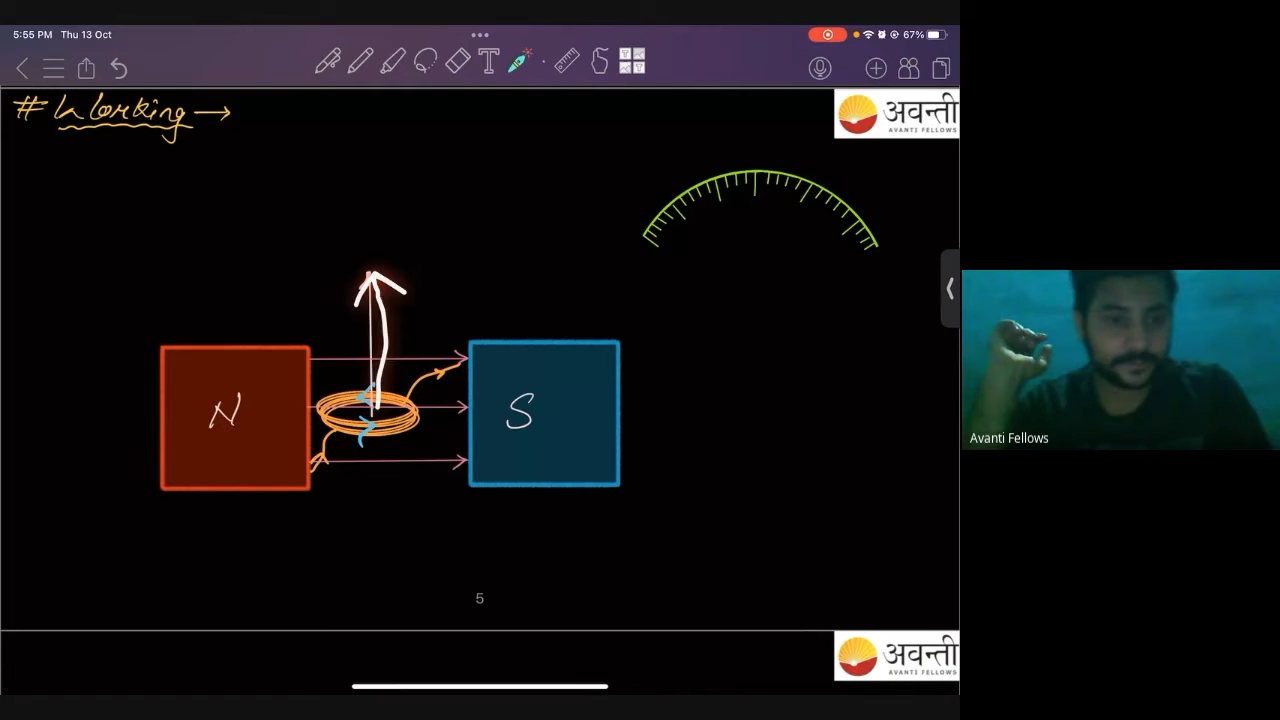 5:55 PM Thu 13 Oct
67%
# Working →
अवन्ती
AVANTI FELLOWS
N
S
Avanti Fellows
5
अवन्ती
AVANTI FELLOWS